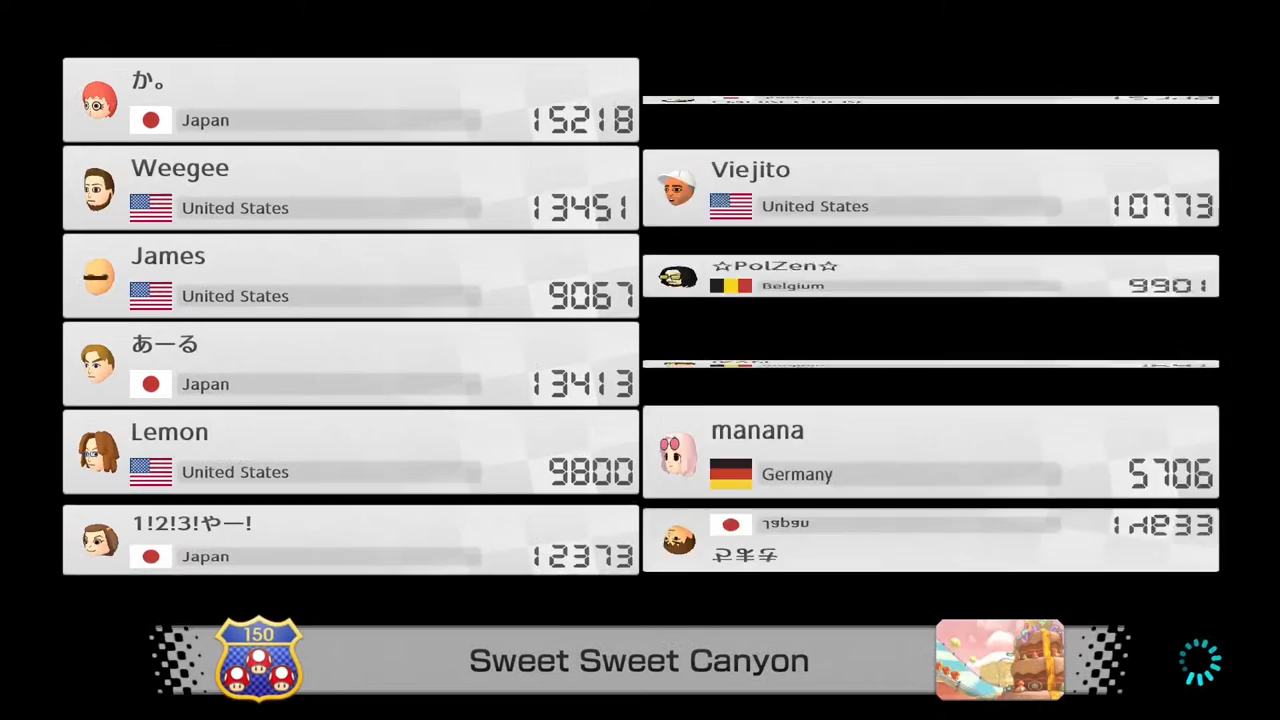 か。
Japan
15218
Weegee
United States
13451
Viejito
United States
10773
James
United States
9067
☆PolZen☆
Belgium
9901
あーる
Japan
13413
Lemon
United States
9800
manana
Germany
5706
1!2!3!やー!
Japan
12373
Japan
150
Sweet Sweet Canyon